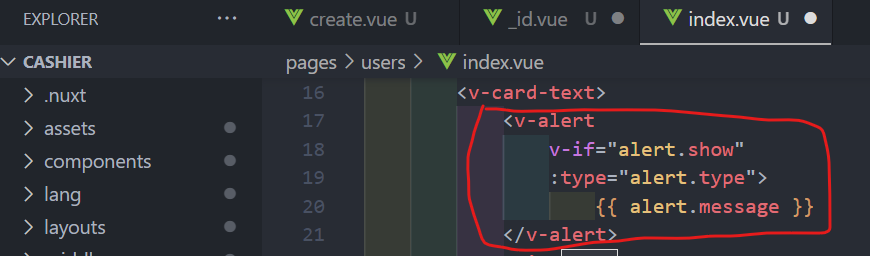 EXPLORER ... create.vue U _id.vue U index.vue U
CASHIER pages > users > index.vue
.nuxt
assets
components
lang
layouts
16 <v-card-text>
17 <v-alert
18 v-if="alert.show"
19 :type="alert.type">
20 {{ alert.message }}
21 </v-alert>